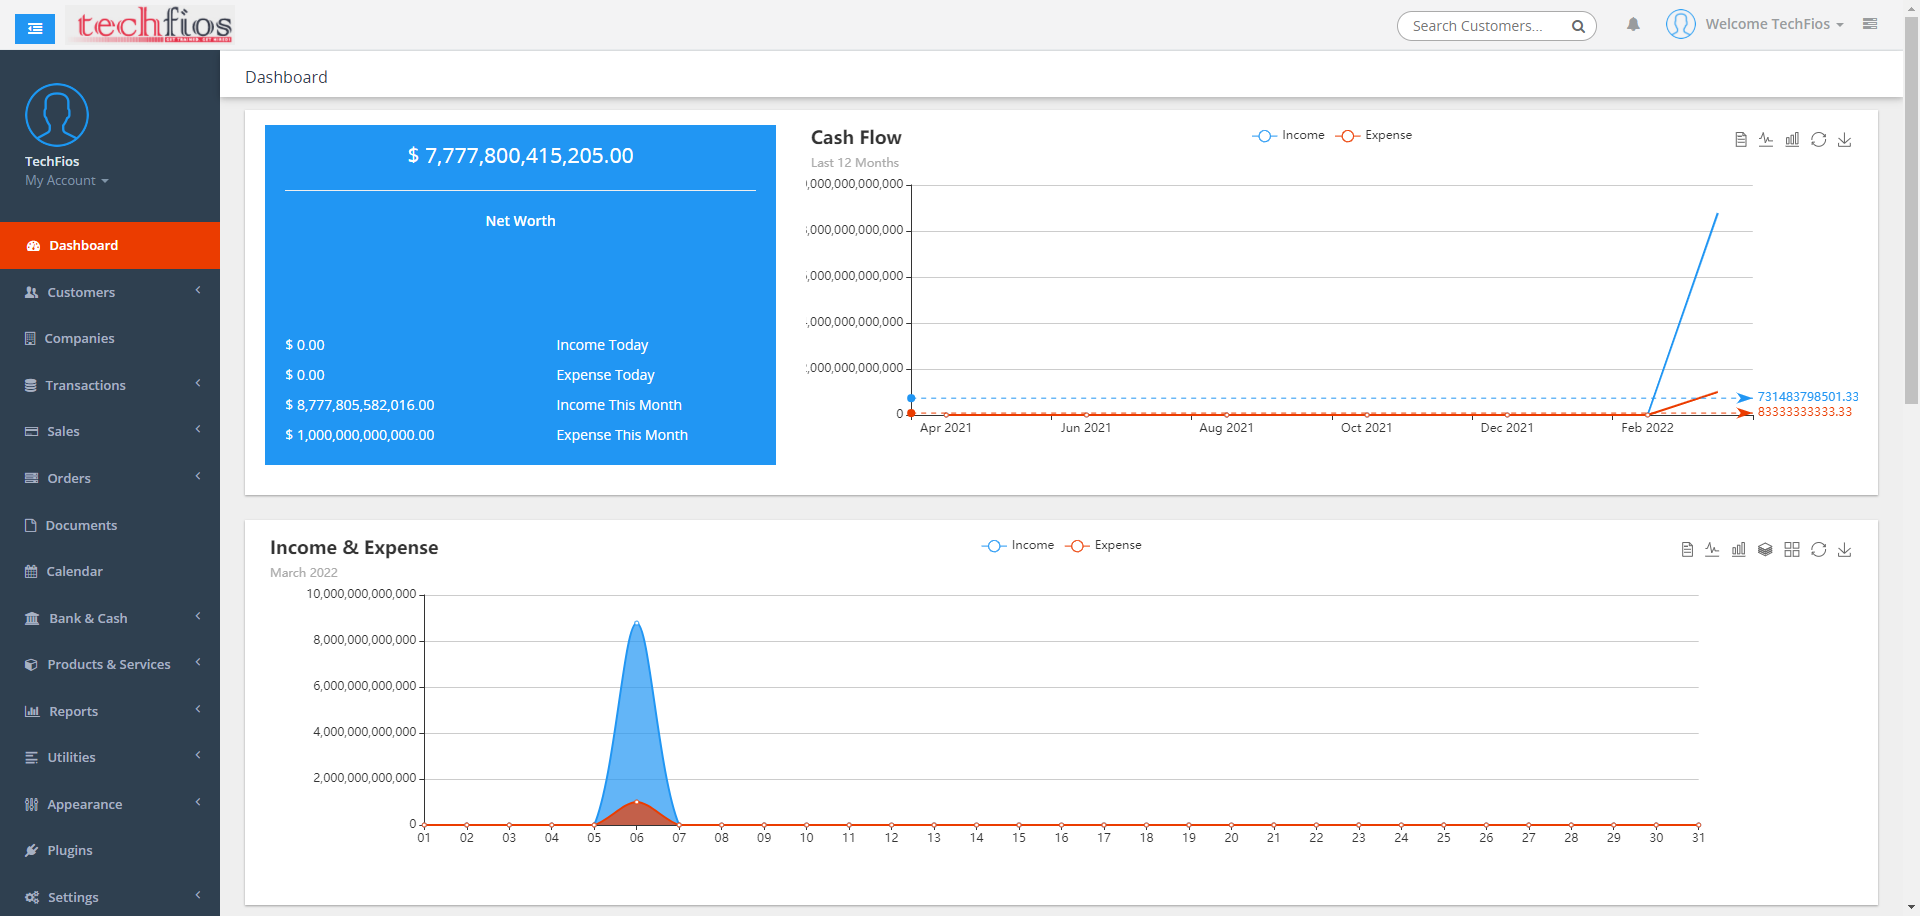 techfios
GET TRAINED. GET HIRED!
Search Customers...
Welcome TechFios
TechFios
My Account
Dashboard
Customers
Companies
Transactions
Sales
Orders
Documents
Calendar
Bank & Cash
Products & Services
Reports
Utilities
Appearance
Plugins
Settings
Dashboard
$ 7,777,800,415,205.00
Net Worth
$ 0.00 Income Today
$ 0.00 Expense Today
$ 8,777,805,582,016.00 Income This Month
$ 1,000,000,000,000.00 Expense This Month
Cash Flow
Last 12 Months
Income Expense
,000,000,000,000
,000,000,000,000
,000,000,000,000
,000,000,000,000
,000,000,000,000
0
731483798501.33
83333333333.33
Apr 2021 Jun 2021 Aug 2021 Oct 2021 Dec 2021 Feb 2022
Income & Expense
March 2022
Income Expense
10,000,000,000,000
8,000,000,000,000
6,000,000,000,000
4,000,000,000,000
2,000,000,000,000
0
01 02 03 04 05 06 07 08 09 10 11 12 13 14 15 16 17 18 19 20 21 22 23 24 25 26 27 28 29 30 31